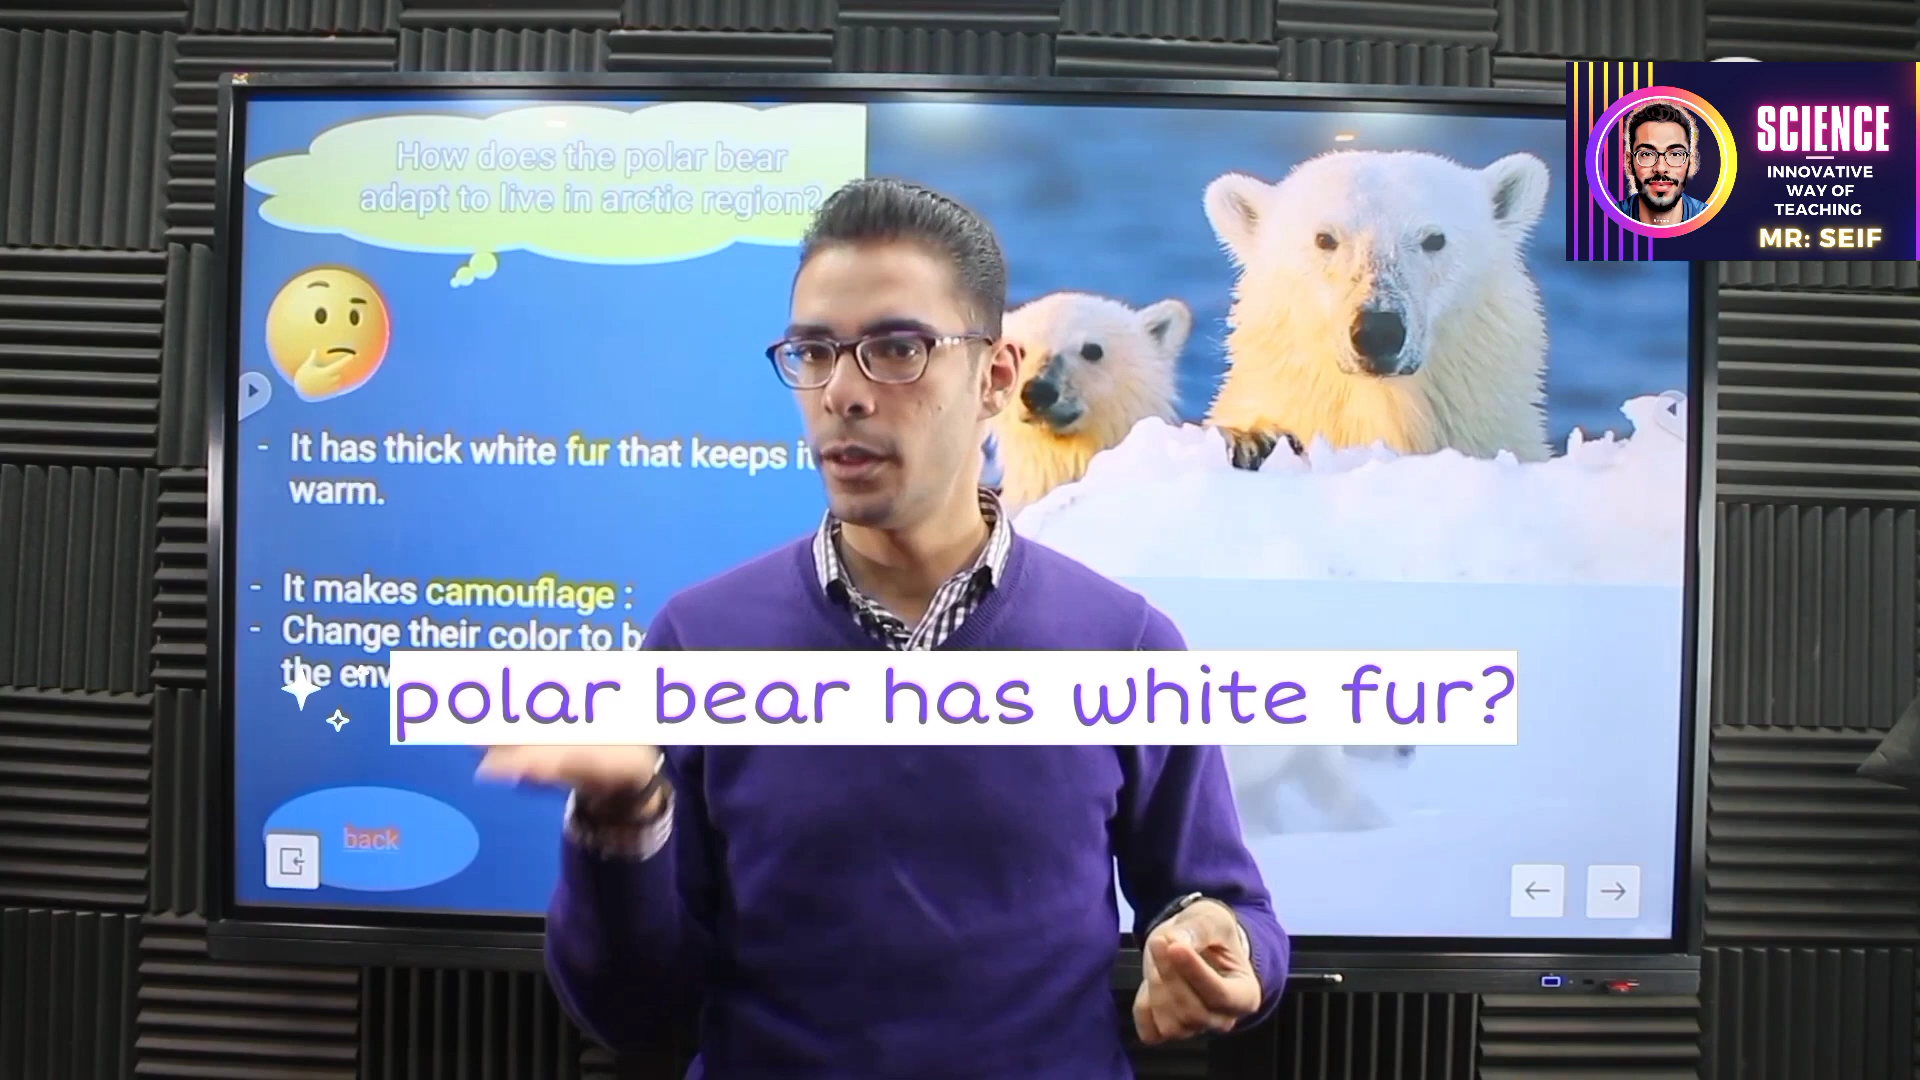 How does the polar bear
adapt to live in arctic region?
- It has thick white fur that keeps it
warm.
- It makes camouflage :
- Change their color to
the
polar bear has white fur?
back
SCIENCE
INNOVATIVE
WAY OF
TEACHING
MR: SEIF